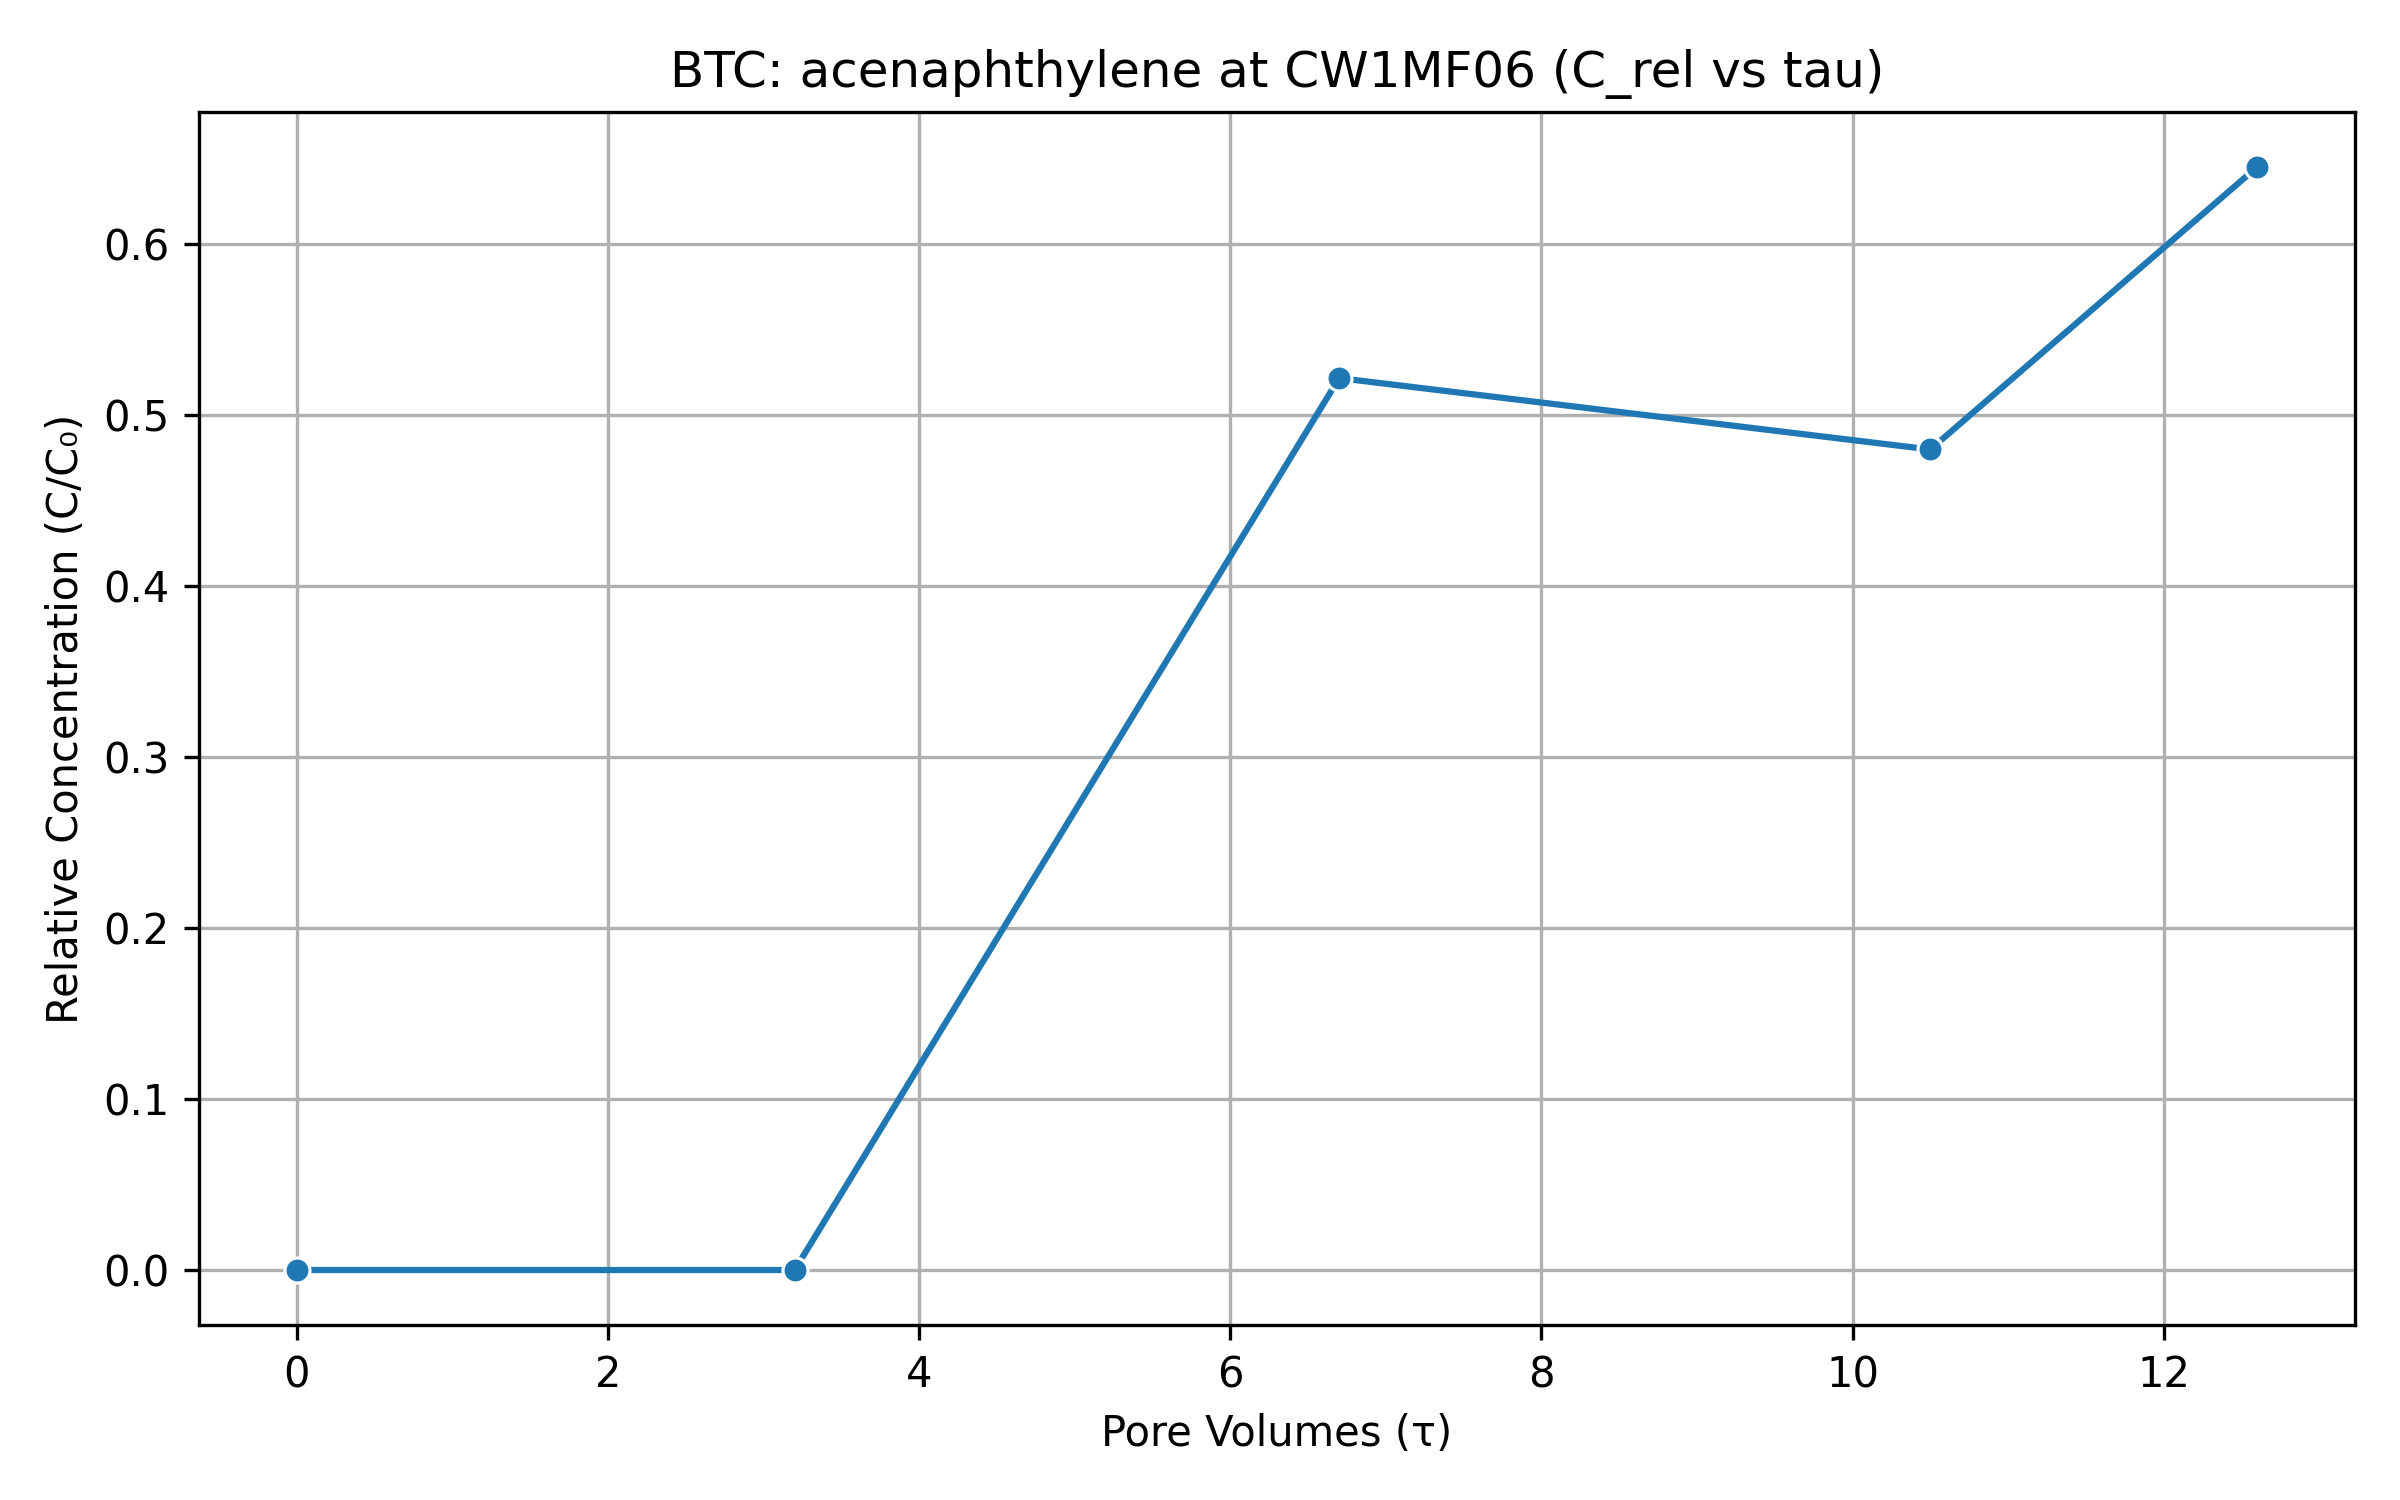 BTC: acenaphthylene at CW1MF06 (C_rel vs tau)
Relative Concentration (C/C₀)
0.6
0.5
0.4
0.3
0.2
0.1
0.0
0 2 4 6 8 10 12
Pore Volumes (τ)